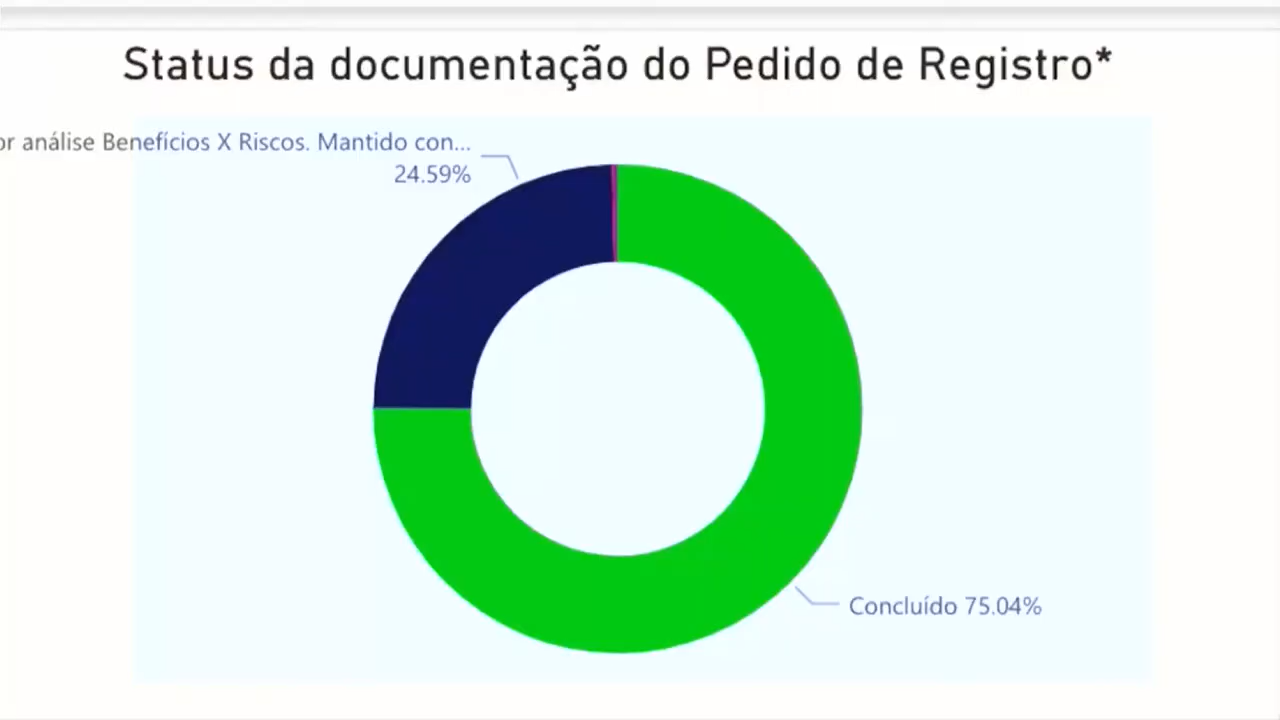 Status da documentação do Pedido de Registro*
análise Benefícios X Riscos. Mantido con...
24.59%
Concluído 75.04%